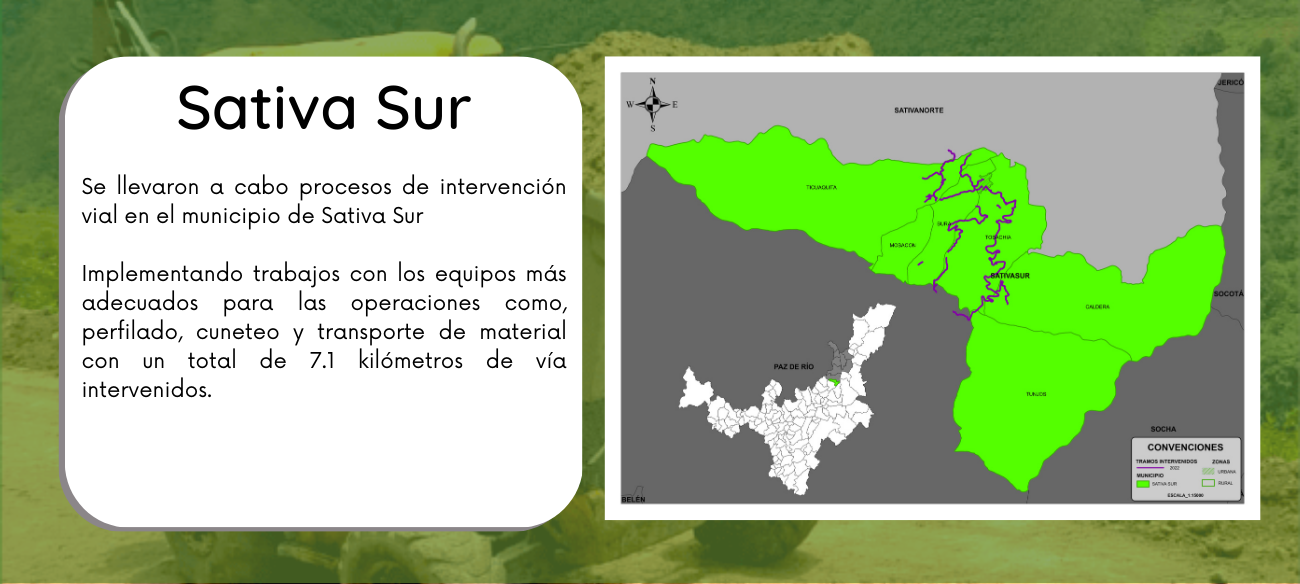 Sativa Sur
Se llevaron a cabo procesos de intervención
vial en el municipio de Sativa Sur
Implementando trabajos con los equipos más
adecuados para las operaciones como,
perfilado, cuneteo y transporte de material
con un total de 7.1 kilómetros de vía
intervenidos.
N
W E
S
JERICÓ
SATIVANORTE
TICUAQUITA
MOSACON
TOBACHIA
SATIVASUR
SOCOTÁ
CALDERA
PAZ DE RÍO
TUNJOS
SOCHA
BELÉN
CONVENCIONES
TRAMOS INTERVENIDOS
2022
MUNICIPIO
SATIVA SUR
ZONAS
URBANA
RURAL
ESCALA_1:15000